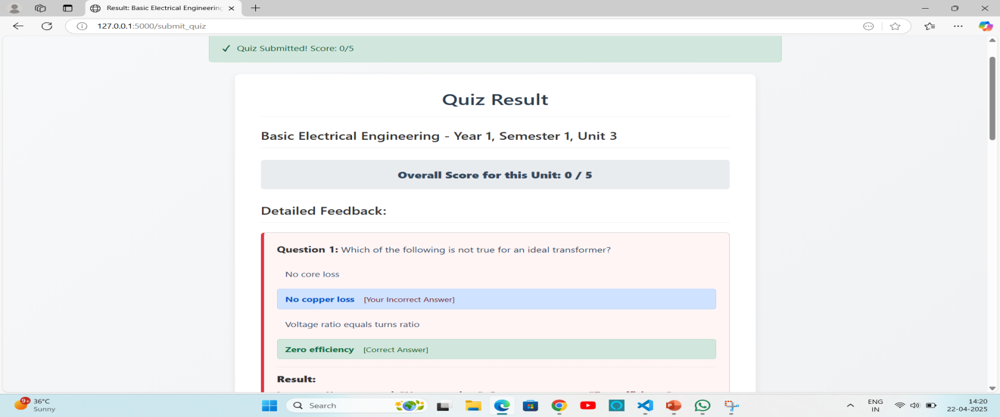 Result: Basic Electrical Engineering
127.0.0.1:5000/submit_quiz
Quiz Submitted! Score: 0/5
Quiz Result
Basic Electrical Engineering - Year 1, Semester 1, Unit 3
Overall Score for this Unit: 0 / 5
Detailed Feedback:
Question 1: Which of the following is not true for an ideal transformer?
No core loss
No copper loss [Your Incorrect Answer]
Voltage ratio equals turns ratio
Zero efficiency [Correct Answer]
Result:
9+
36°C
Sunny
Search
ENG
IN
14:20
22-04-2025